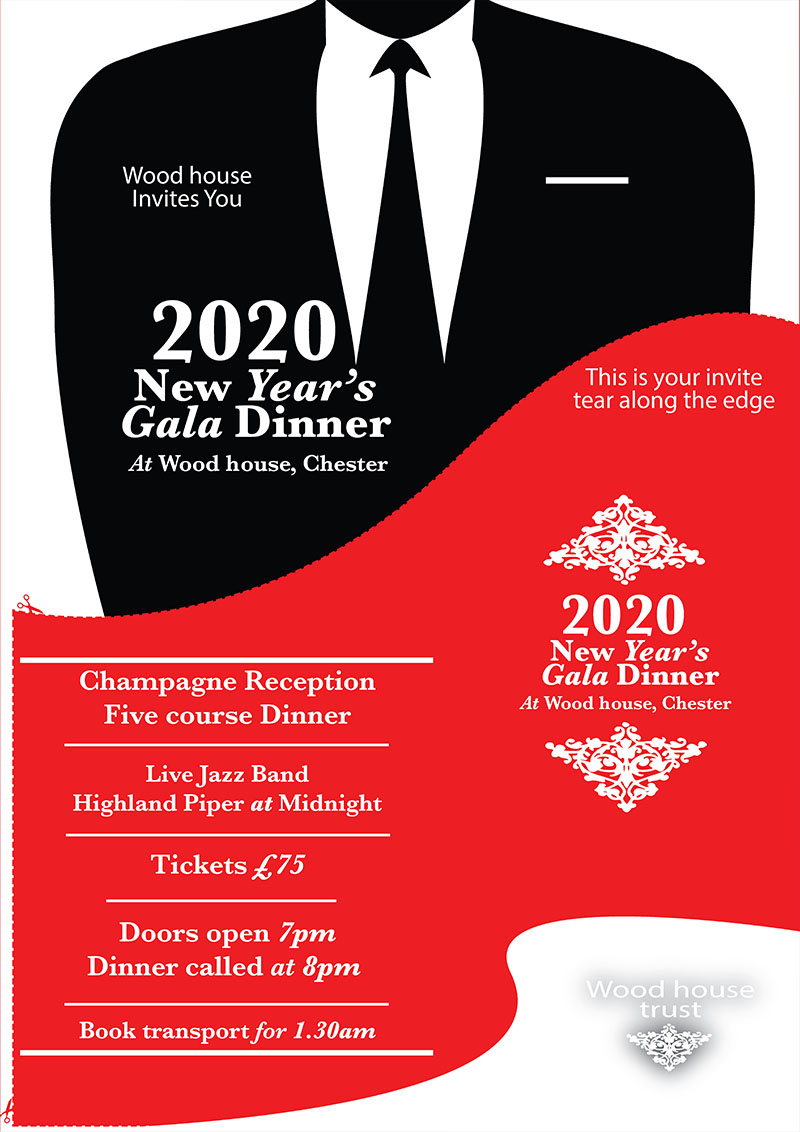 Wood house
Invites You
2020
New Year's
Gala Dinner
At Wood house, Chester
This is your invite
tear along the edge
2020
New Year's
Gala Dinner
At Wood house, Chester
Champagne Reception
Five course Dinner
Live Jazz Band
Highland Piper at Midnight
Tickets £75
Doors open 7pm
Dinner called at 8pm
Book transport for 1.30am
Wood house
trust